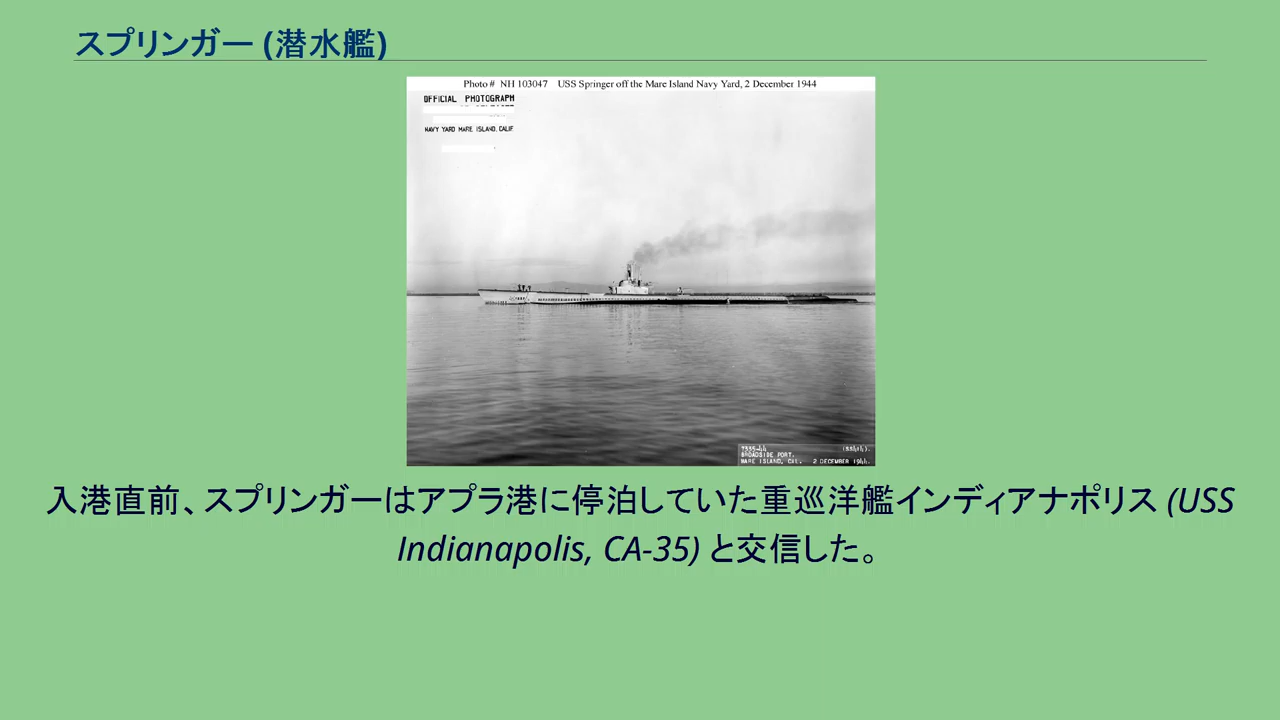 スプリンガー (潜水艦)
Photo # NH 103047 USS Springer off the Mare Island Navy Yard, 2 December 1944
OFFICIAL PHOTOGRAPH
NAVY YARD MARE ISLAND, CALIF.
7555-44
BROADSIDE PORT.
MARE ISLAND, CAL. 2 DECEMBER 1944.
入港直前、スプリンガーはアプラ港に停泊していた重巡洋艦インディアナポリス (USS
Indianapolis, CA-35) と交信した。